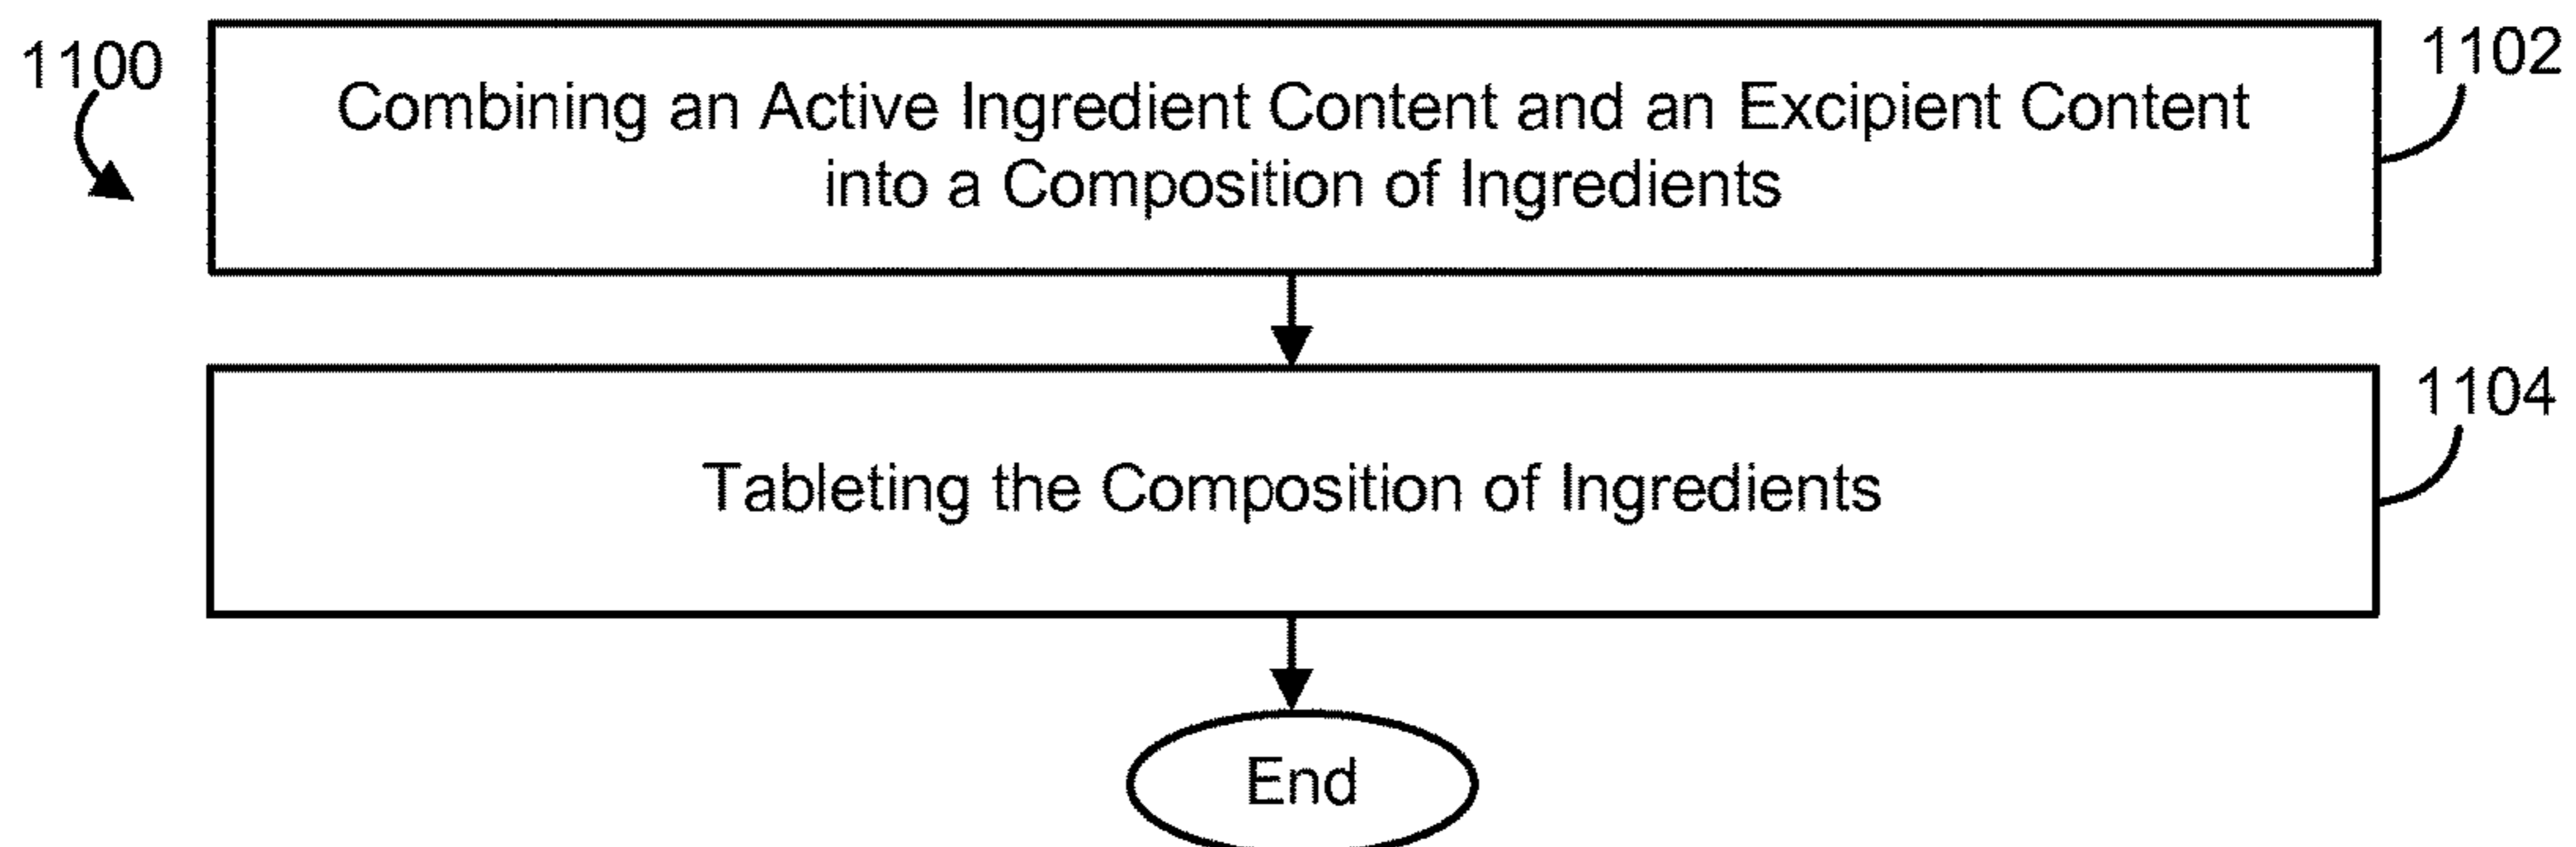 1100
1102
Combining an Active Ingredient Content and an Excipient Content
into a Composition of Ingredients
1104
Tableting the Composition of Ingredients
End